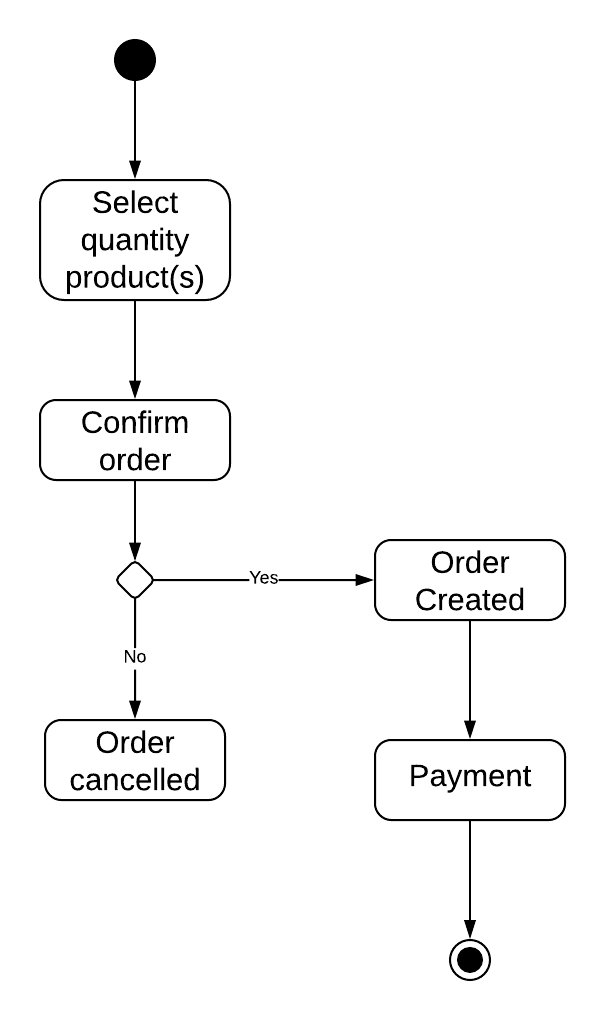 Select
quantity
product(s)
Confirm
order
Yes
Order
Created
No
Order
cancelled
Payment